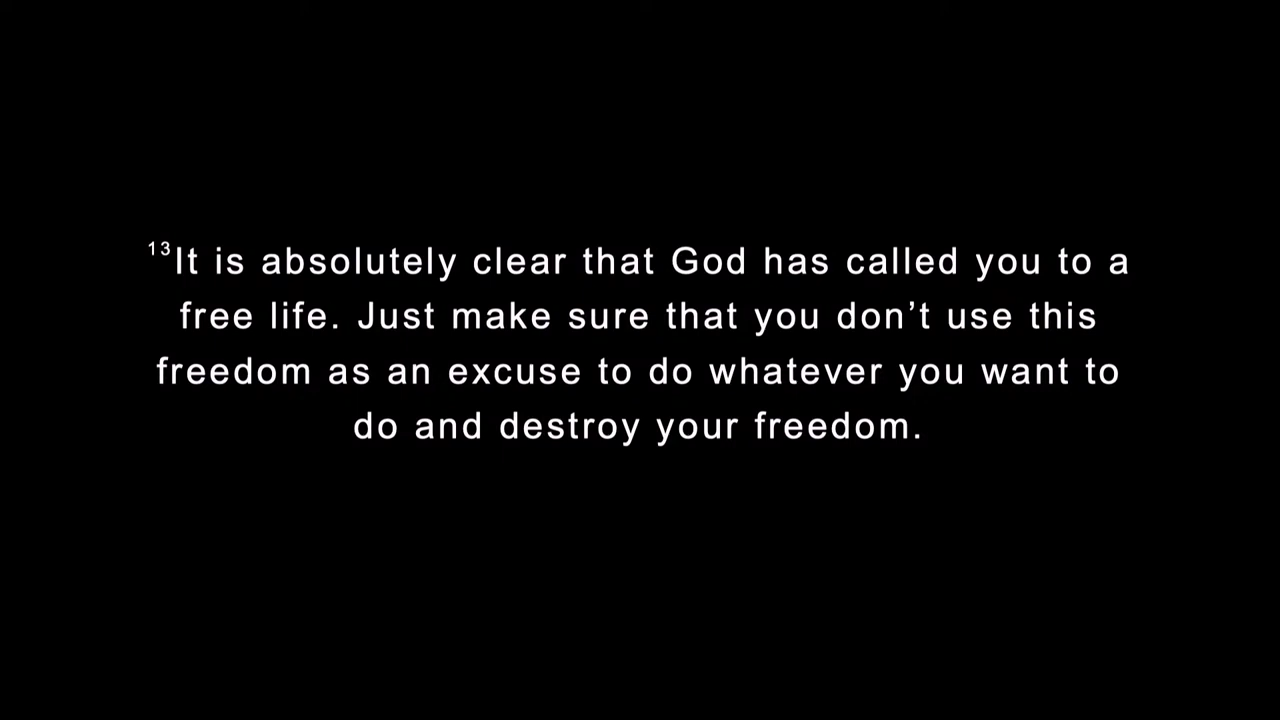 ¹³It is absolutely clear that God has called you to a
free life. Just make sure that you don’t use this
freedom as an excuse to do whatever you want to
do and destroy your freedom.